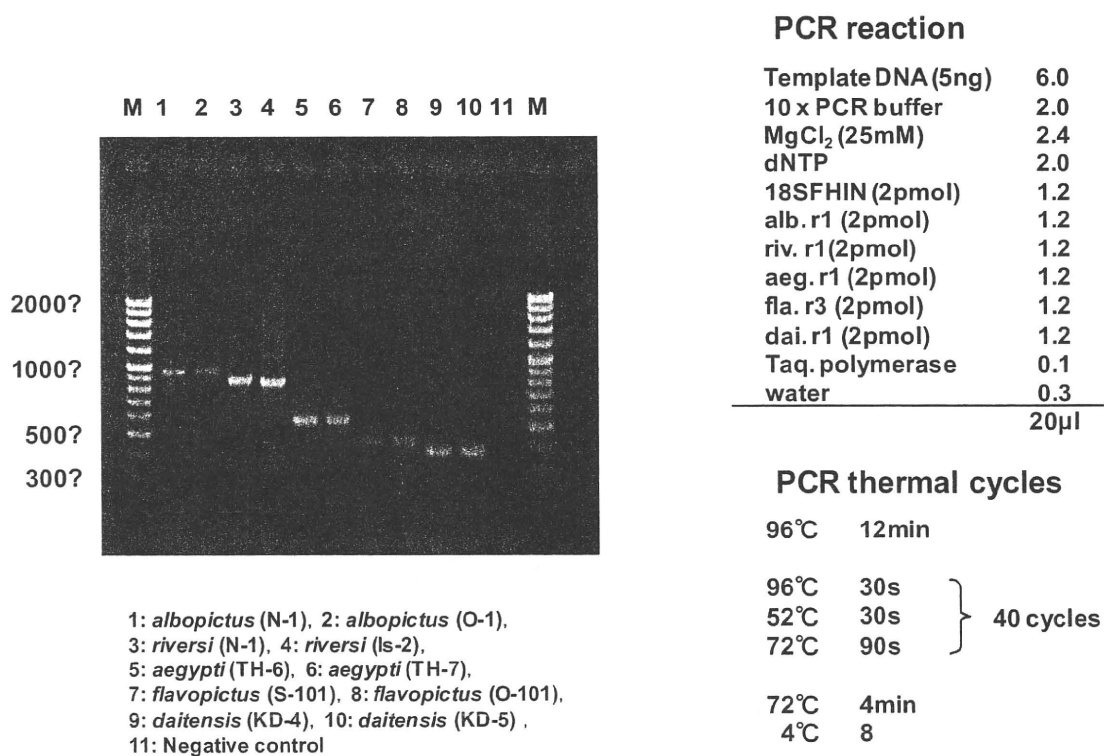 M 1 2 3 4 5 6 7 8 9 10 11 M
2000?
1000?
500?
300?
1: albopictus (N-1), 2: albopictus (O-1),
3: riversi (N-1), 4: riversi (Is-2),
5: aegypti (TH-6), 6: aegypti (TH-7),
7: flavopictus (S-101), 8: flavopictus (O-101),
9: daitensis (KD-4), 10: daitensis (KD-5) ,
11: Negative control
PCR reaction
Template DNA (5ng) 6.0
10 x PCR buffer 2.0
MgCl₂ (25mM) 2.4
dNTP 2.0
18SFHIN (2pmol) 1.2
alb. r1 (2pmol) 1.2
riv. r1(2pmol) 1.2
aeg. r1 (2pmol) 1.2
fla. r3 (2pmol) 1.2
dai. r1 (2pmol) 1.2
Taq. polymerase 0.1
water 0.3
20µl
PCR thermal cycles
96℃ 12min
96℃ 30s
52℃ 30s
72℃ 90s
40 cycles
72℃ 4min
4℃ 8